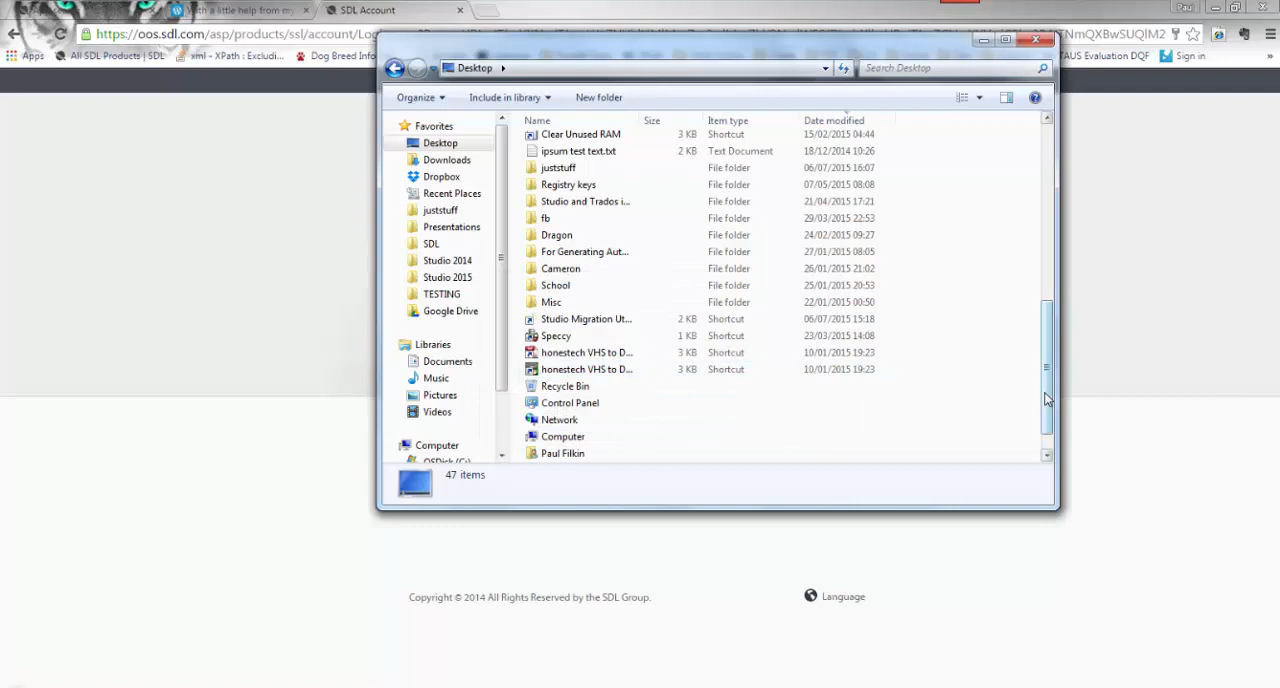 With a little help from my
SDL Account
Paul
https://oos.sdl.com/asp/products/ssl/account/Lo
NmQXBwSUQIM2
Apps
All SDL Products | SDL
xml - XPath : Excludi...
Dog Breed Info
TAUS Evaluation DQF
Sign in
Desktop
Search Desktop
Organize
Include in library
New folder
Name Size Item type Date modified
Clear Unused RAM 3 KB Shortcut 15/02/2015 04:44
ipsum test text.txt 2 KB Text Document 18/12/2014 10:26
juststuff File folder 06/07/2015 16:07
Registry keys File folder 07/05/2015 08:08
Studio and Trados i... File folder 21/04/2015 17:21
fb File folder 29/03/2015 22:53
Dragon File folder 24/02/2015 09:27
For Generating Aut... File folder 27/01/2015 08:05
Cameron File folder 26/01/2015 21:02
School File folder 25/01/2015 20:53
Misc File folder 22/01/2015 00:50
Studio Migration Ut... 2 KB Shortcut 06/07/2015 15:18
Speccy 1 KB Shortcut 23/03/2015 14:08
honestech VHS to D... 3 KB Shortcut 10/01/2015 19:23
honestech VHS to D... 3 KB Shortcut 10/01/2015 19:23
Recycle Bin
Control Panel
Network
Computer
Paul Filkin
Favorites
Desktop
Downloads
Dropbox
Recent Places
juststuff
Presentations
SDL
Studio 2014
Studio 2015
TESTING
Google Drive
Libraries
Documents
Music
Pictures
Videos
Computer
OSDisk (C:)
47 items
Copyright © 2014 All Rights Reserved by the SDL Group.
Language